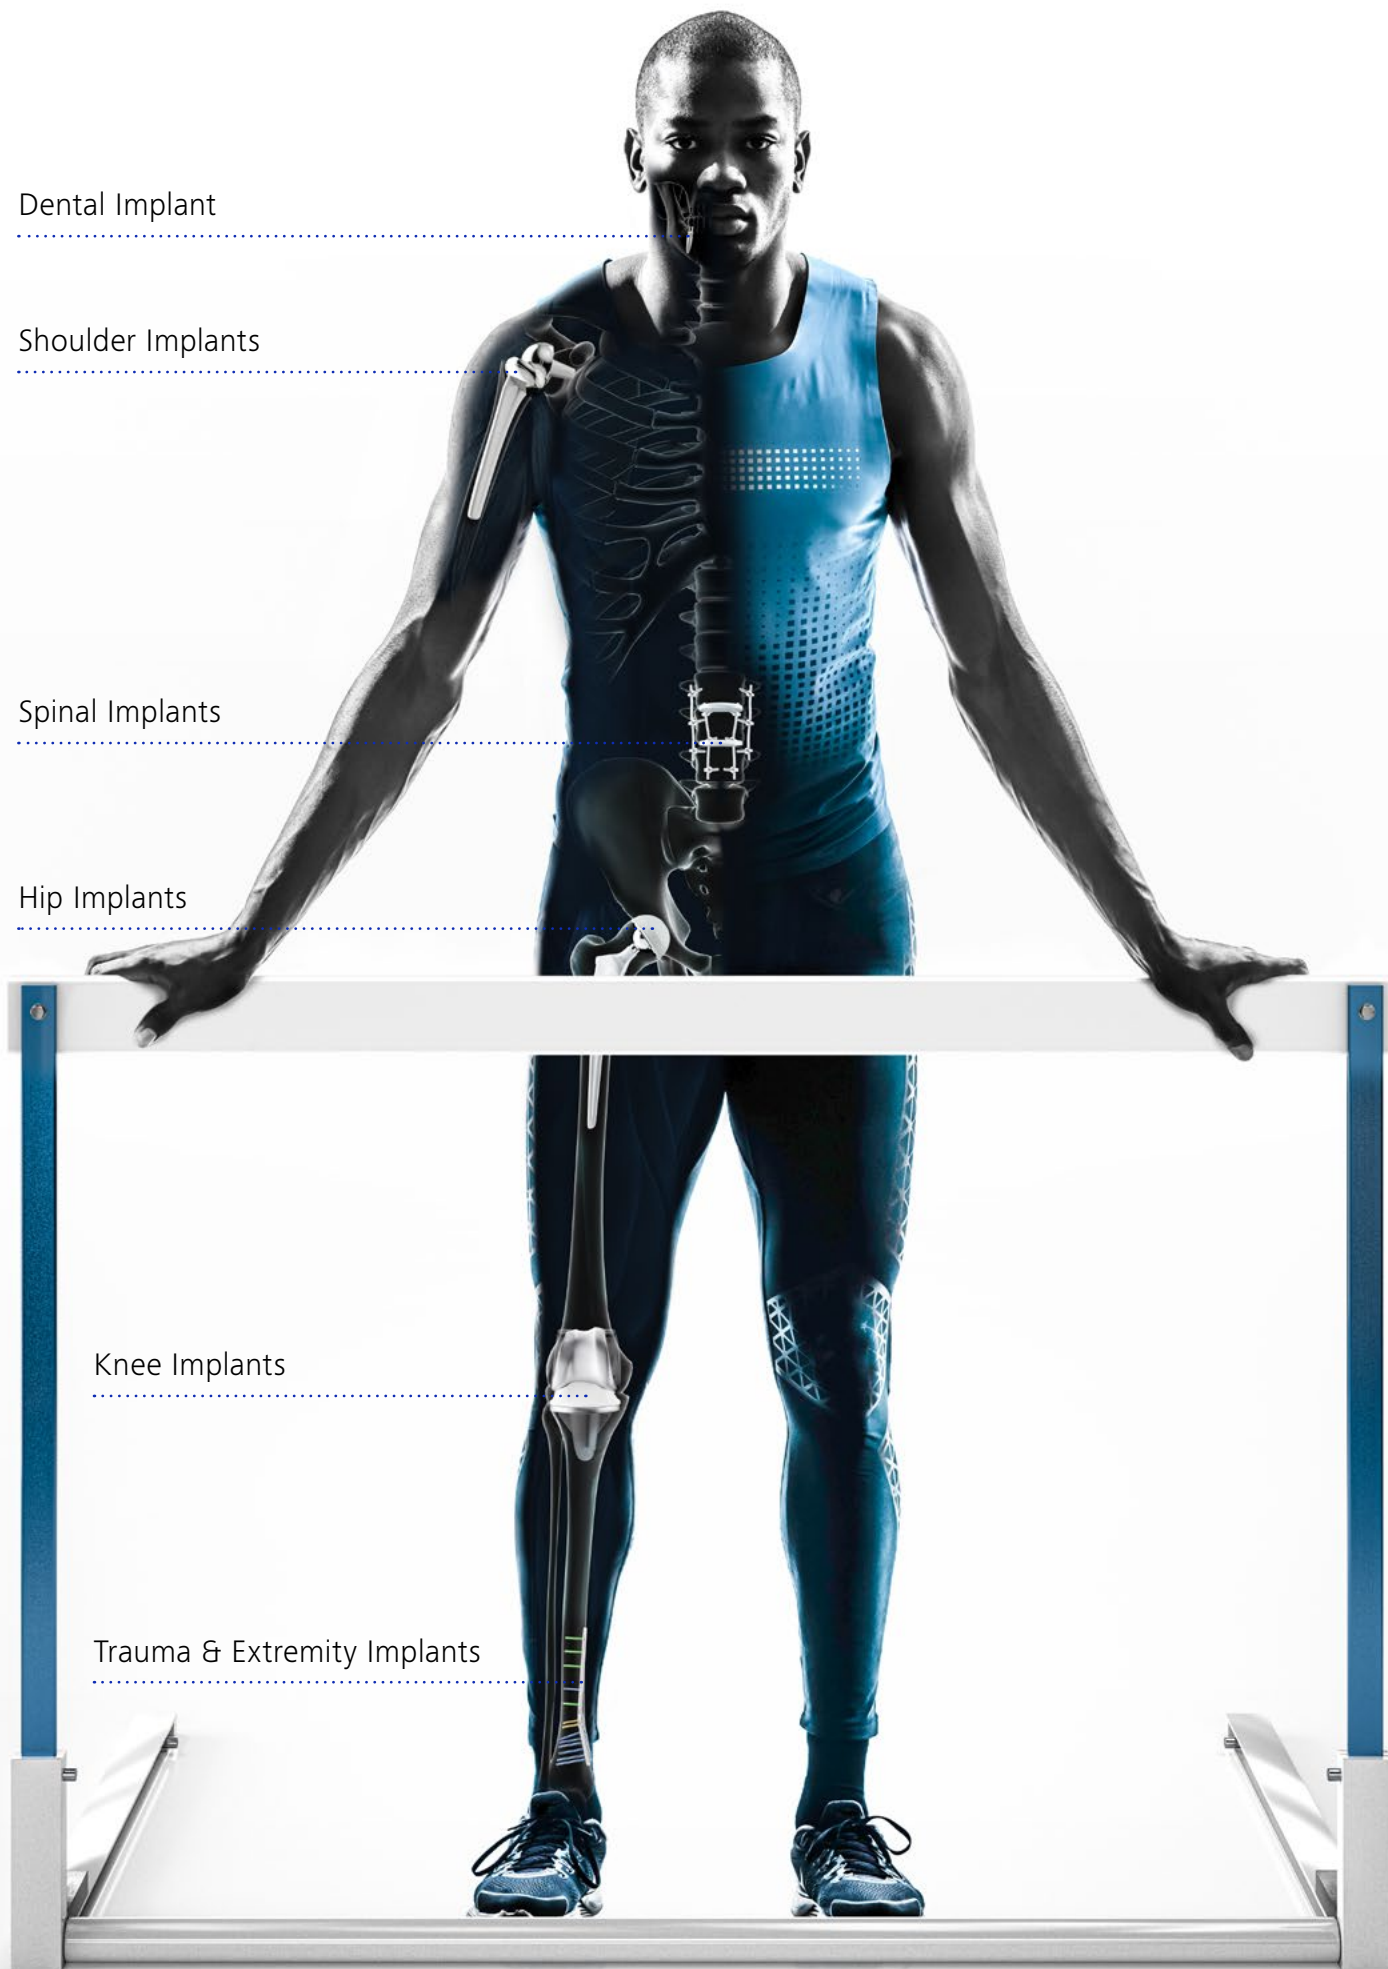 Dental Implant
Shoulder Implants
Spinal Implants
Hip Implants
Knee Implants
Trauma & Extremity Implants